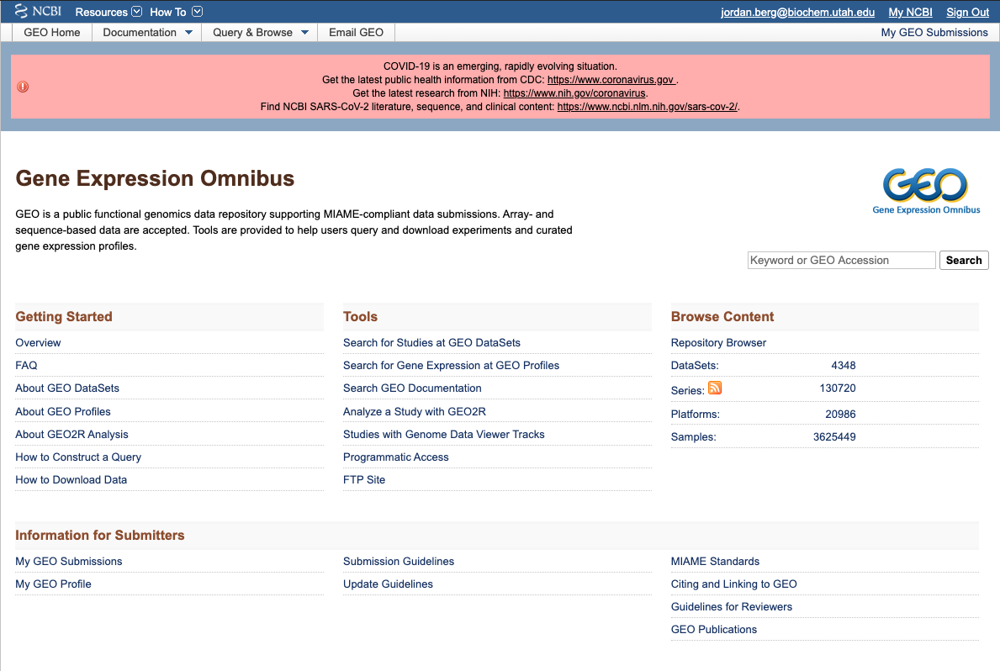 NCBI Resources How To jordan.berg@biochem.utah.edu My NCBI Sign Out
GEO Home Documentation Query & Browse Email GEO My GEO Submissions
COVID-19 is an emerging, rapidly evolving situation.
Get the latest public health information from CDC: https://www.coronavirus.gov .
Get the latest research from NIH: https://www.nih.gov/coronavirus.
Find NCBI SARS-CoV-2 literature, sequence, and clinical content: https://www.ncbi.nlm.nih.gov/sars-cov-2/.
Gene Expression Omnibus
GEO is a public functional genomics data repository supporting MIAME-compliant data submissions. Array- and
sequence-based data are accepted. Tools are provided to help users query and download experiments and curated
gene expression profiles.
GEO
Gene Expression Omnibus
Keyword or GEO Accession Search
Getting Started
Overview
FAQ
About GEO DataSets
About GEO Profiles
About GEO2R Analysis
How to Construct a Query
How to Download Data
Tools
Search for Studies at GEO DataSets
Search for Gene Expression at GEO Profiles
Search GEO Documentation
Analyze a Study with GEO2R
Studies with Genome Data Viewer Tracks
Programmatic Access
FTP Site
Browse Content
Repository Browser
DataSets: 4348
Series: 130720
Platforms: 20986
Samples: 3625449
Information for Submitters
My GEO Submissions
My GEO Profile
Submission Guidelines
Update Guidelines
MIAME Standards
Citing and Linking to GEO
Guidelines for Reviewers
GEO Publications